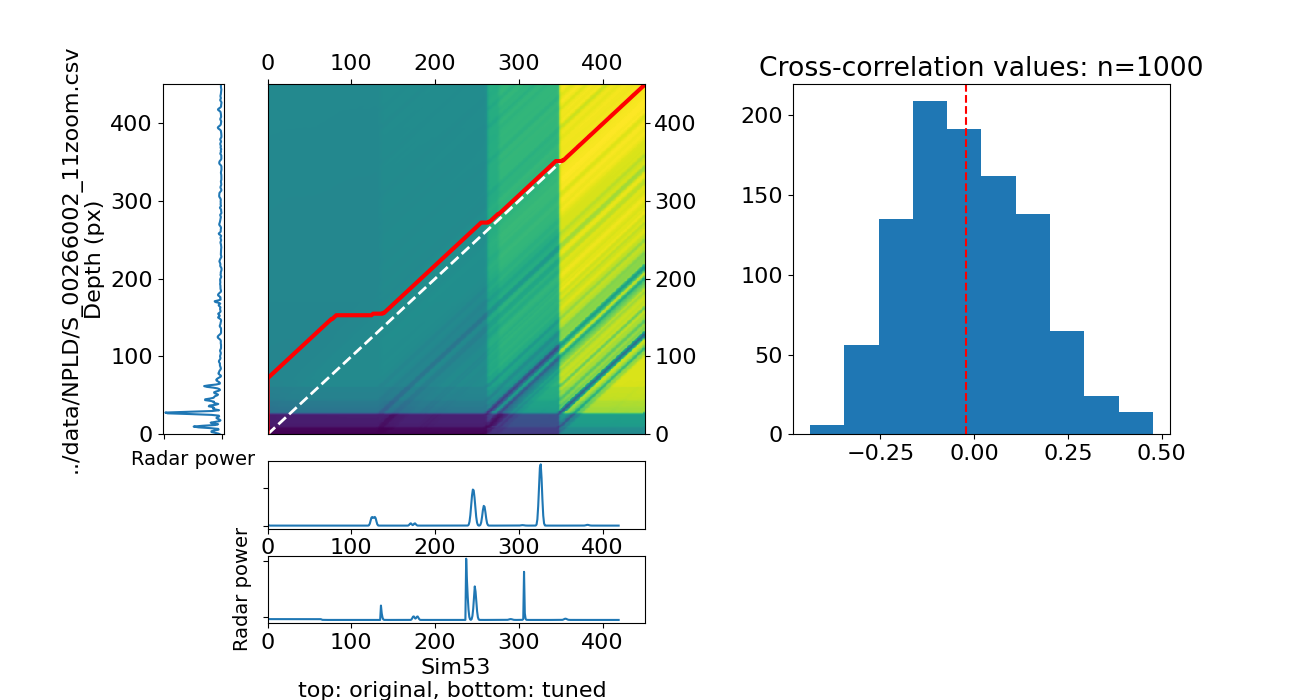 0 100 200 300 400
Cross-correlation values: n=1000
../data/NPLD/S_00266002_11zoom.csv
Depth (px)
400
300
200
100
0
400
300
200
100
0
200
150
100
50
0
−0.25 0.00 0.25 0.50
Radar power
0 100 200 300 400
Radar power
0 100 200 300 400
Sim53
top: original, bottom: tuned